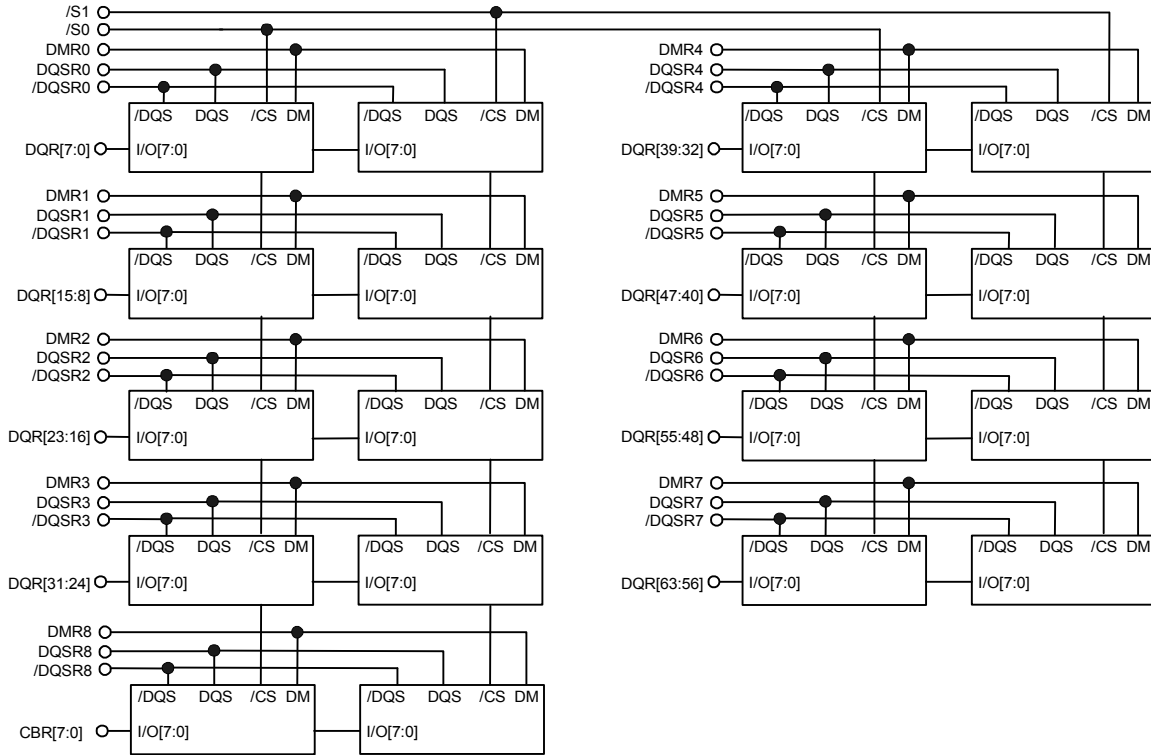 /S1
/S0
DMR0
DQSR0
/DQSR0
/DQS DQS /CS DM
/DQS DQS /CS DM
DQR[7:0]
I/O[7:0]
I/O[7:0]
DMR1
DQSR1
/DQSR1
/DQS DQS /CS DM
/DQS DQS /CS DM
DQR[15:8]
I/O[7:0]
I/O[7:0]
DMR2
DQSR2
/DQSR2
/DQS DQS /CS DM
/DQS DQS /CS DM
DQR[23:16]
I/O[7:0]
I/O[7:0]
DMR3
DQSR3
/DQSR3
/DQS DQS /CS DM
/DQS DQS /CS DM
DQR[31:24]
I/O[7:0]
I/O[7:0]
DMR8
DQSR8
/DQSR8
/DQS DQS /CS DM
/DQS DQS /CS DM
CBR[7:0]
I/O[7:0]
I/O[7:0]
DMR4
DQSR4
/DQSR4
/DQS DQS /CS DM
/DQS DQS /CS DM
DQR[39:32]
I/O[7:0]
I/O[7:0]
DMR5
DQSR5
/DQSR5
/DQS DQS /CS DM
/DQS DQS /CS DM
DQR[47:40]
I/O[7:0]
I/O[7:0]
DMR6
DQSR6
/DQSR6
/DQS DQS /CS DM
/DQS DQS /CS DM
DQR[55:48]
I/O[7:0]
I/O[7:0]
DMR7
DQSR7
/DQSR7
/DQS DQS /CS DM
/DQS DQS /CS DM
DQR[63:56]
I/O[7:0]
I/O[7:0]